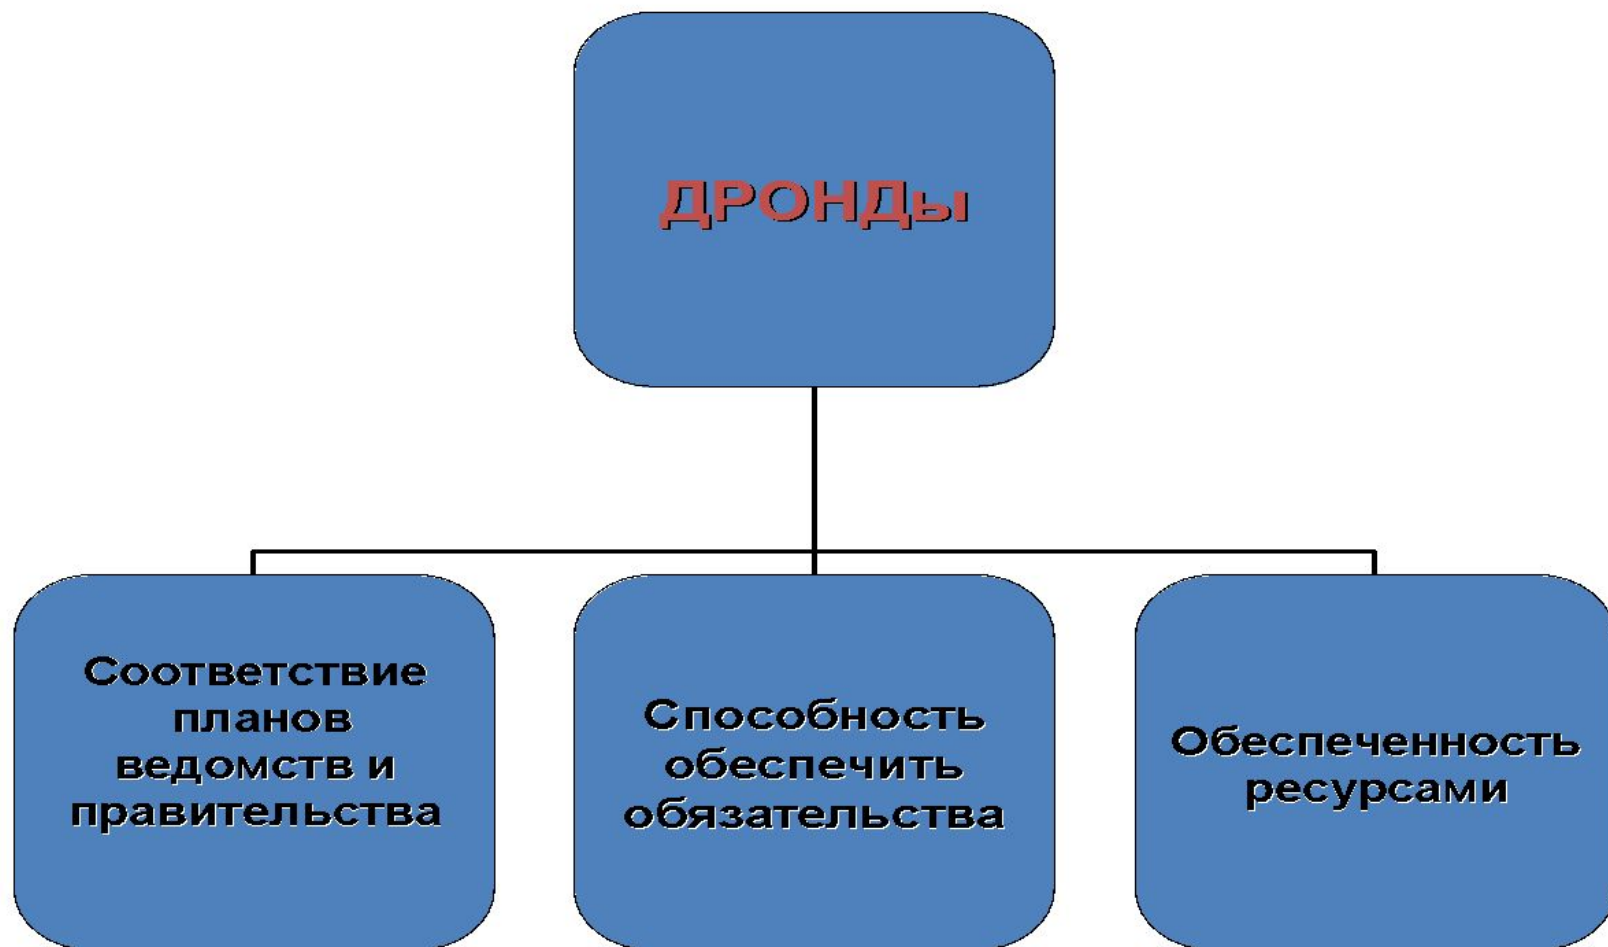 ДРОНДы
Соответствие
планов
ведомств и
правительства
Способность
обеспечить
обязательства
Обеспеченность
ресурсами